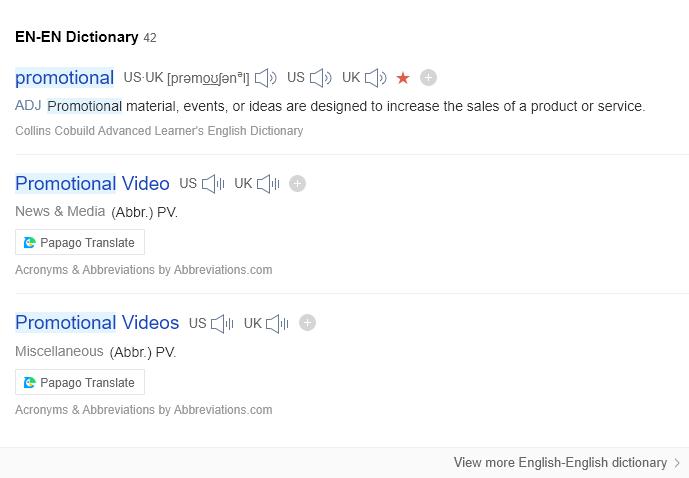 EN-EN Dictionary 42
promotional US·UK [prəmoʊʃənᵊl] US UK
ADJ Promotional material, events, or ideas are designed to increase the sales of a product or service.
Collins Cobuild Advanced Learner's English Dictionary
Promotional Video US UK
News & Media (Abbr.) PV.
Papago Translate
Acronyms & Abbreviations by Abbreviations.com
Promotional Videos US UK
Miscellaneous (Abbr.) PV.
Papago Translate
Acronyms & Abbreviations by Abbreviations.com
View more English-English dictionary